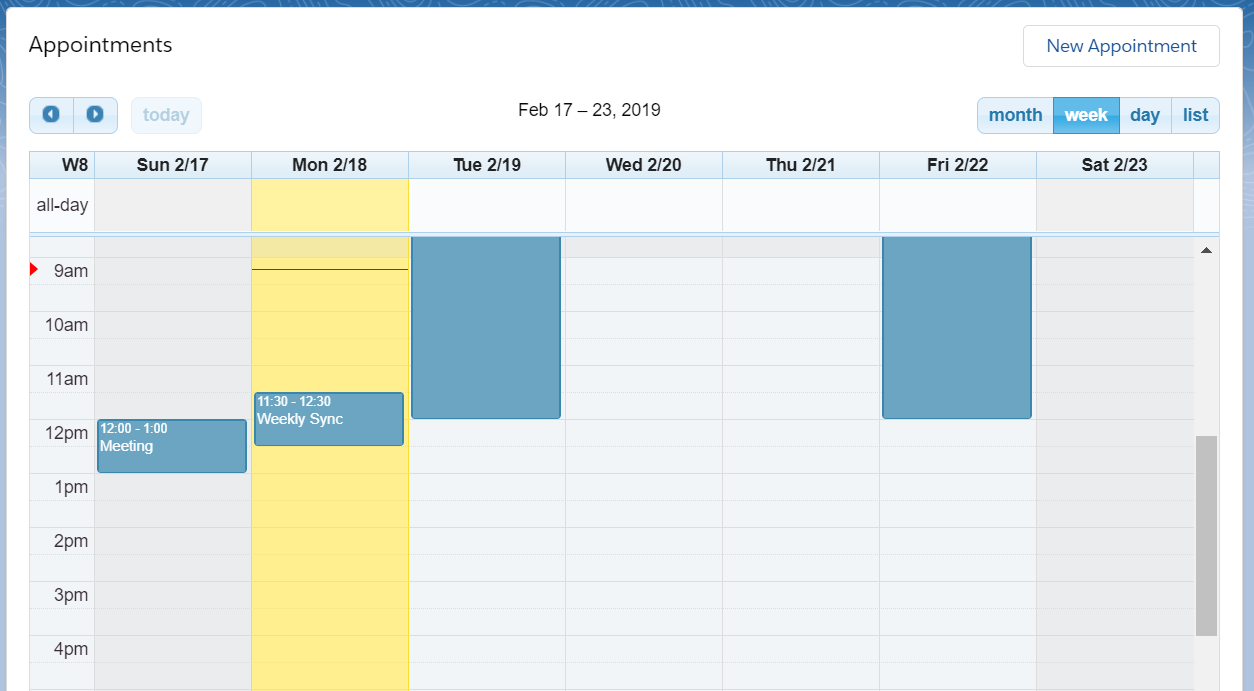 Appointments
New Appointment
today
Feb 17 – 23, 2019
month week day list
W8 Sun 2/17 Mon 2/18 Tue 2/19 Wed 2/20 Thu 2/21 Fri 2/22 Sat 2/23
all-day
9am
10am
11am
11:30 - 12:30
Weekly Sync
12pm
12:00 - 1:00
Meeting
1pm
2pm
3pm
4pm